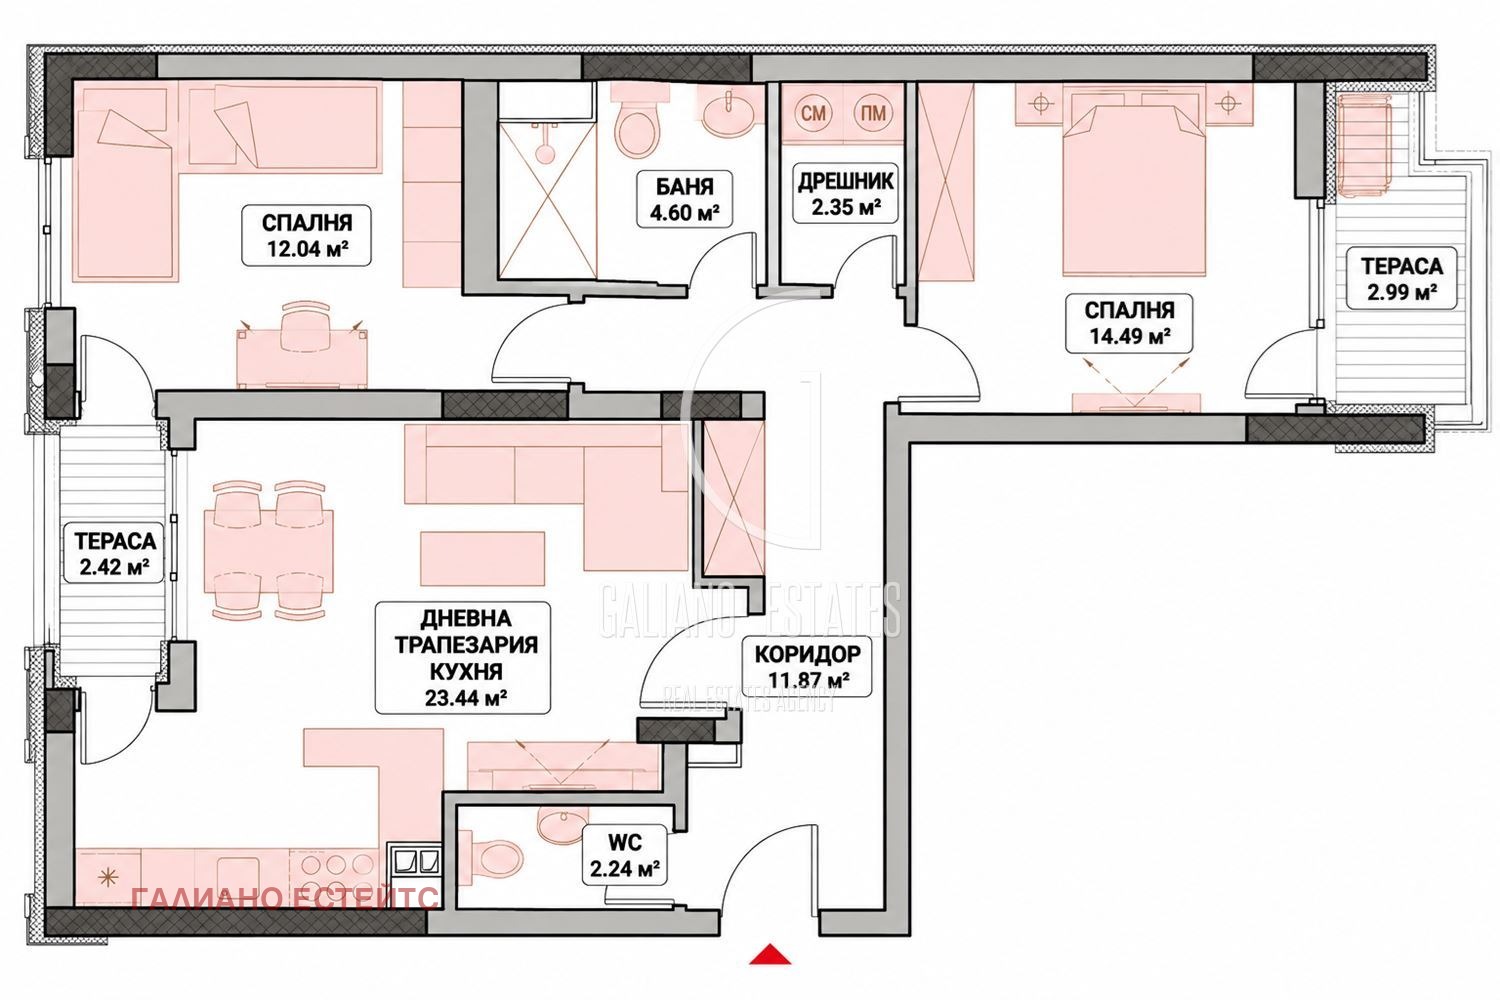 СПАЛНЯ
12.04 м²
БАНЯ
4.60 м²
СМ
ПМ
ДРЕШНИК
2.35 м²
СПАЛНЯ
14.49 м²
ТЕРАСА
2.99 м²
ТЕРАСА
2.42 м²
ДНЕВНА
ТРАПЕЗАРИЯ
КУХНЯ
23.44 м²
GALIANO ESTATES
REAL ESTATES AGENCY
КОРИДОР
11.87 м²
WC
2.24 м²
ГАЛИАНО ЕСТЕЙТС